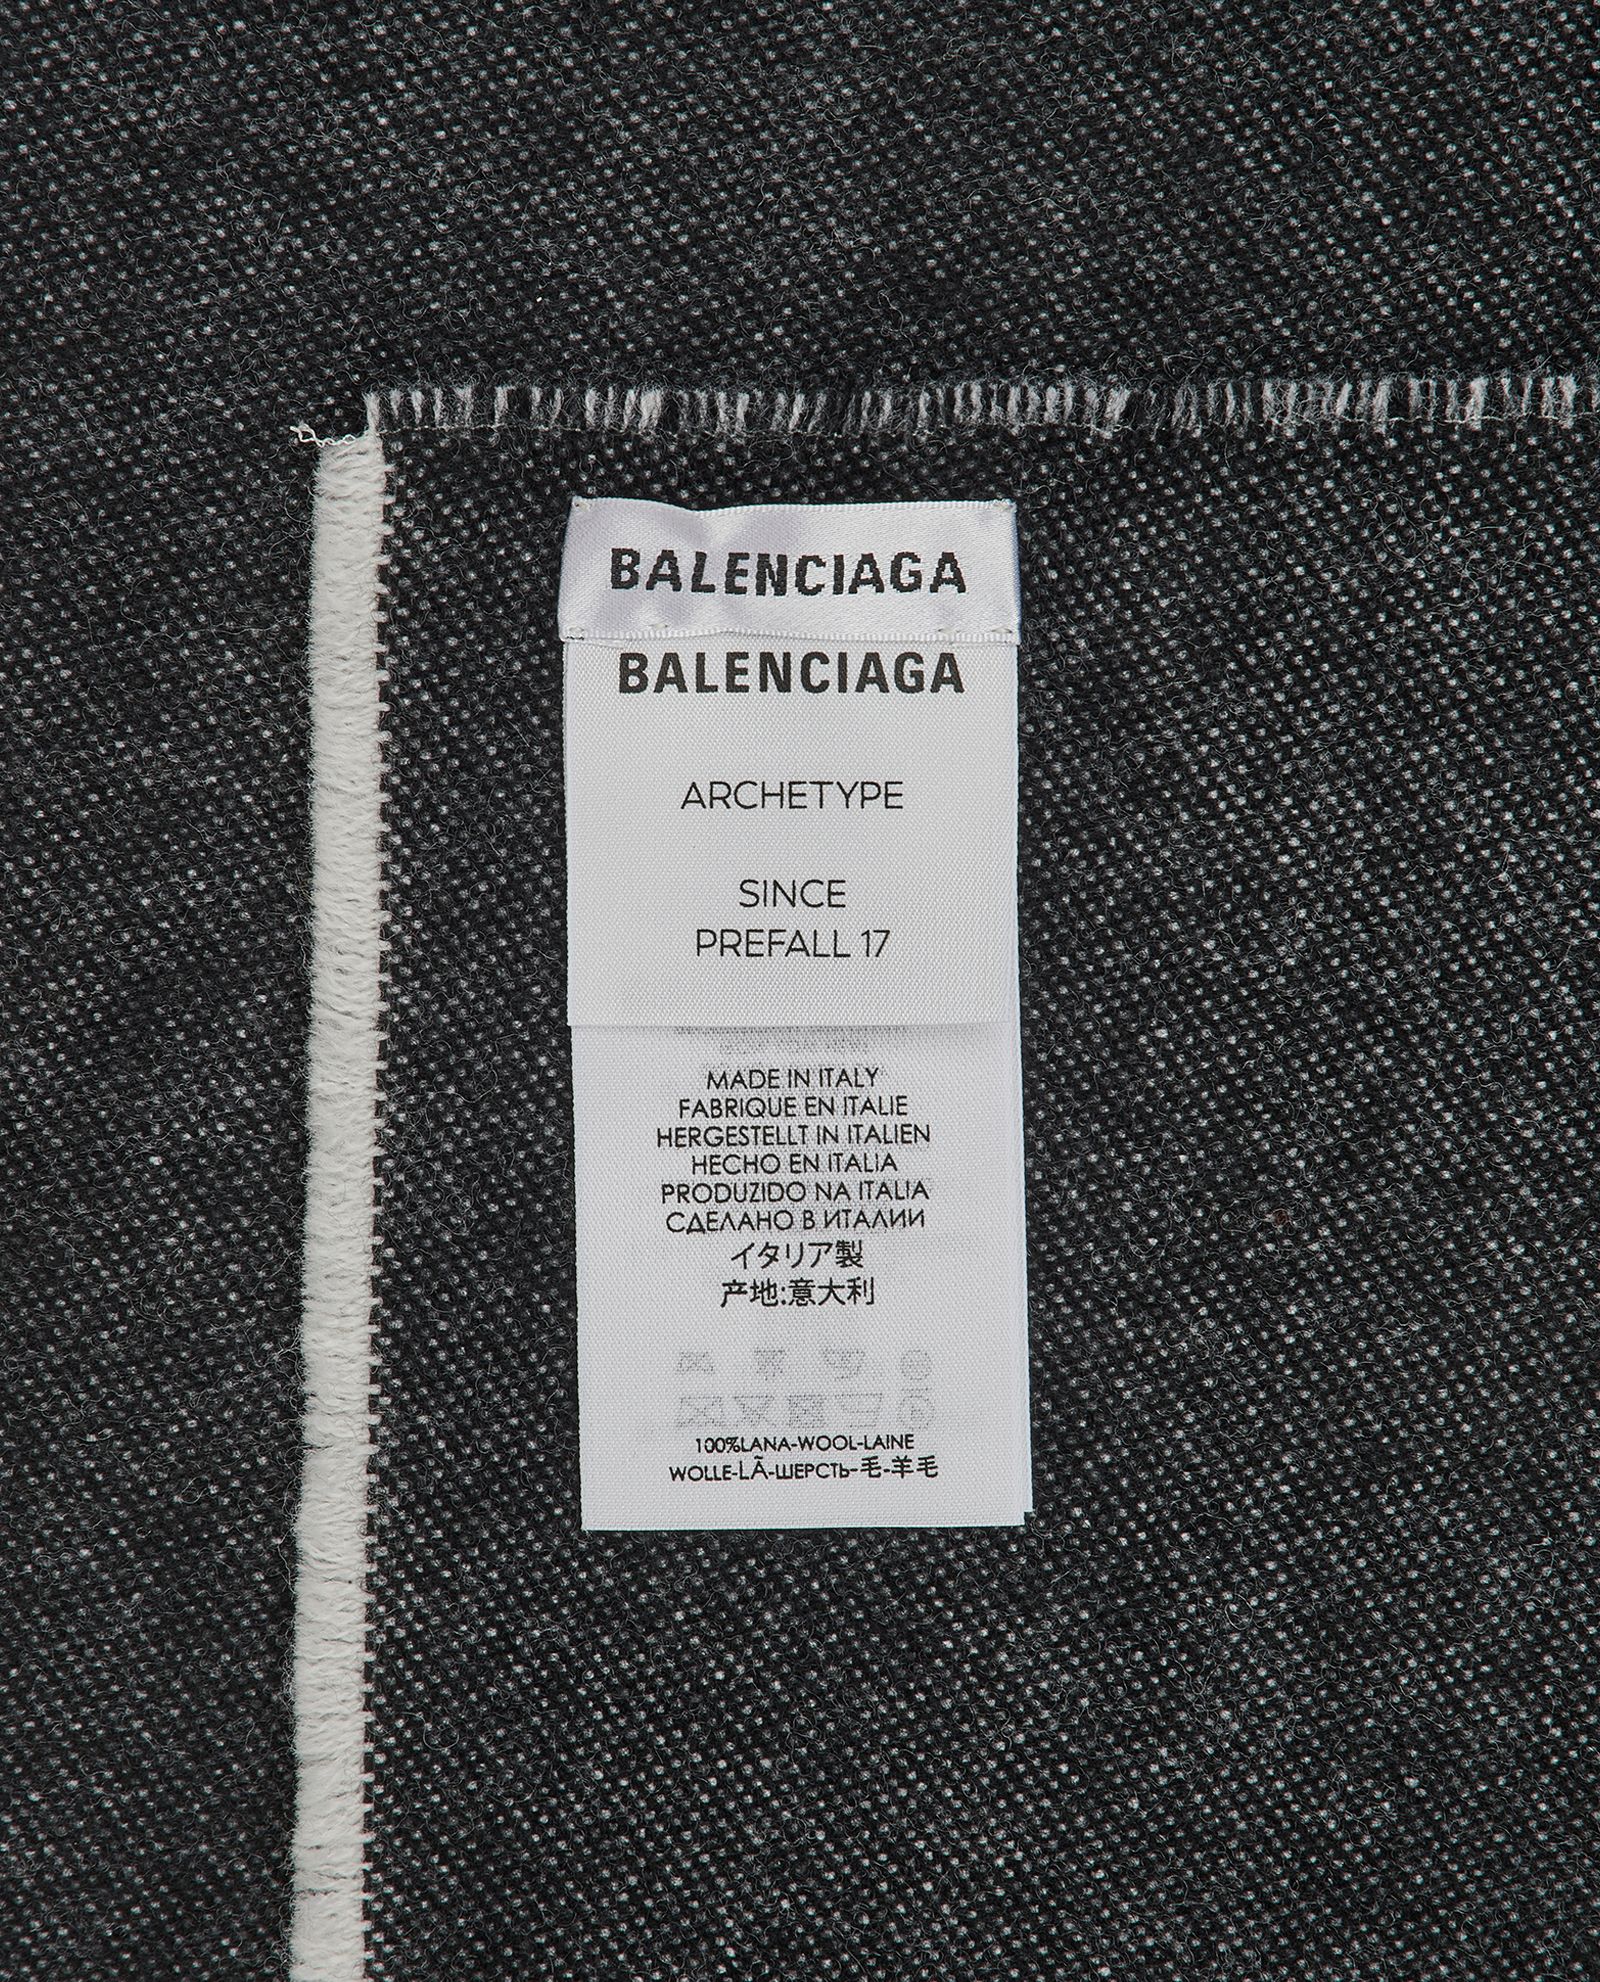 BALENCIAGA
BALENCIAGA
ARCHETYPE
SINCE
PREFALL 17
MADE IN ITALY
FABRIQUE EN ITALIE
HERGESTELLT IN ITALIEN
HECHO EN ITALIA
PRODUZIDO NA ITALIA
СДЕЛАНО В ИТАЛИИ
イタリア製
产地:意大利
100%LANA-WOOL-LAINE
WOLLE-LÃ-ШЕРСТЬ-毛-羊毛